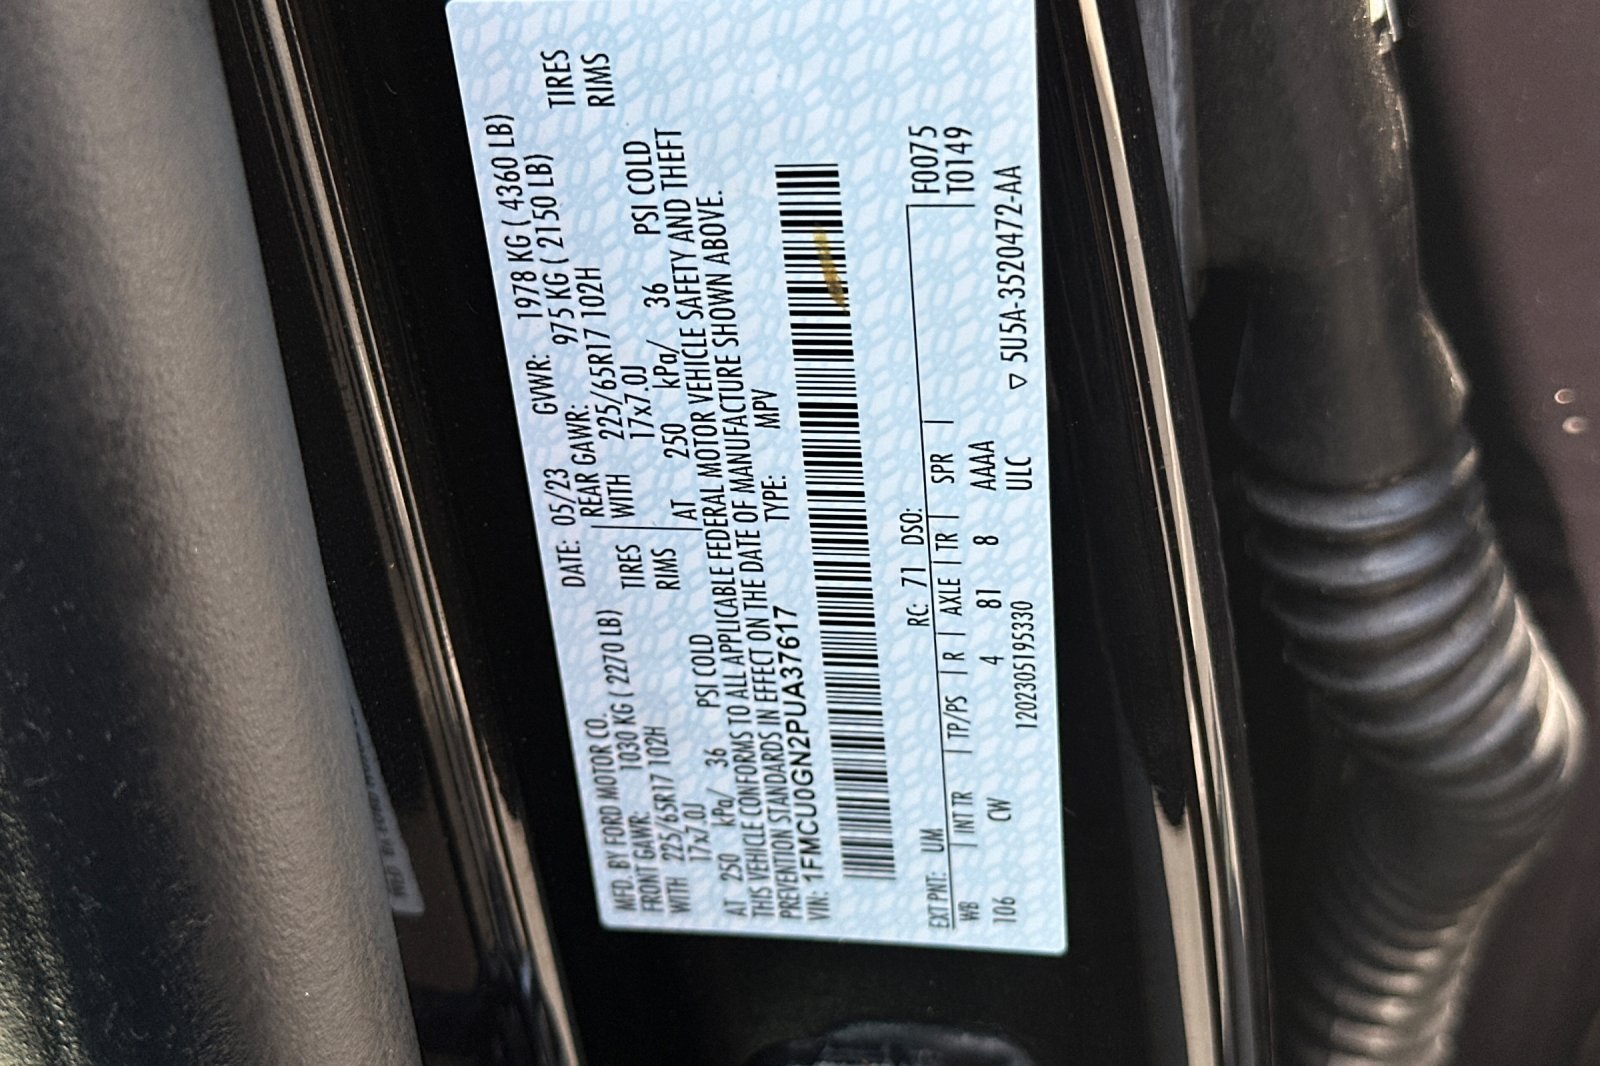 MFD. BY FORD MOTOR CO.
DATE: 05/23 GVWR: 1978 KG ( 4360 LB)
FRONT GAWR: 1030 KG ( 2270 LB)
REAR GAWR: 975 KG ( 2150 LB)
WITH 225/65R17 102H TIRES
WITH 225/65R17 102H TIRES
17x7.0J RIMS
17x7.0J RIMS
AT 250 kPa/ 36 PSI COLD
AT 250 kPa/ 36 PSI COLD
THIS VEHICLE CONFORMS TO ALL APPLICABLE FEDERAL MOTOR VEHICLE SAFETY AND THEFT
PREVENTION STANDARDS IN EFFECT ON THE DATE OF MANUFACTURE SHOWN ABOVE.
VIN: 1FMCU0GN2PUA37617 TYPE: MPV
EXT PNT: UM RC: 71 DSO: F0075
WB INT TR TP/PS R AXLE TR SPR T0149
106 CW 4 81 8 AAAA
12023051953​30 ULC ▽ 5U5A-3520472-AA